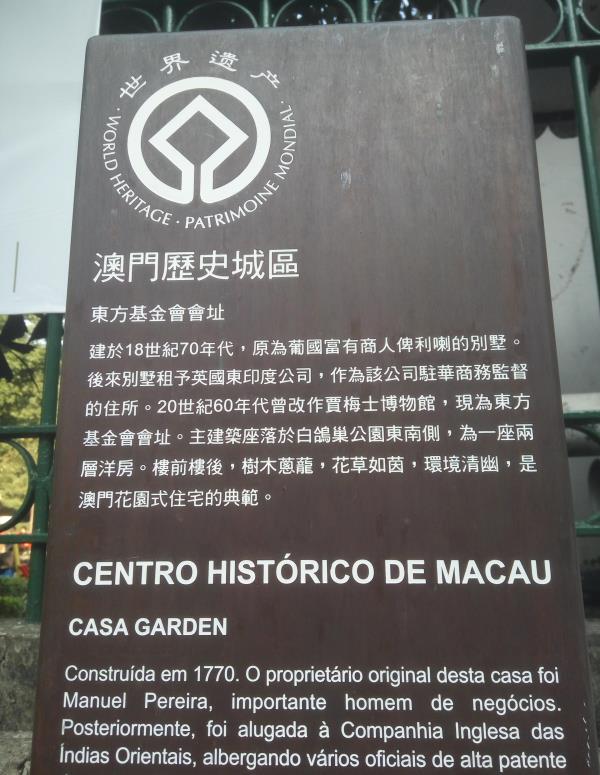 世界遗产
· WORLD HERITAGE · PATRIMOINE MONDIAL ·
澳門歷史城區
東方基金會會址
建於18世紀70年代，原為葡國富有商人俾利喇的別墅。
後來別墅租予英國東印度公司，作為該公司駐華商務監督
的住所。20世紀60年代曾改作賈梅士博物館，現為東方
基金會會址。主建築座落於白鴿巢公園東南側，為一座兩
層洋房。樓前樓後，樹木蔥蘢，花草如茵，環境清幽，是
澳門花園式住宅的典範。
CENTRO HISTÓRICO DE MACAU
CASA GARDEN
Construída em 1770. O proprietário original desta casa foi
Manuel Pereira, importante homem de negócios.
Posteriormente, foi alugada à Companhia Inglesa das
Índias Orientais, albergando vários oficiais de alta patente